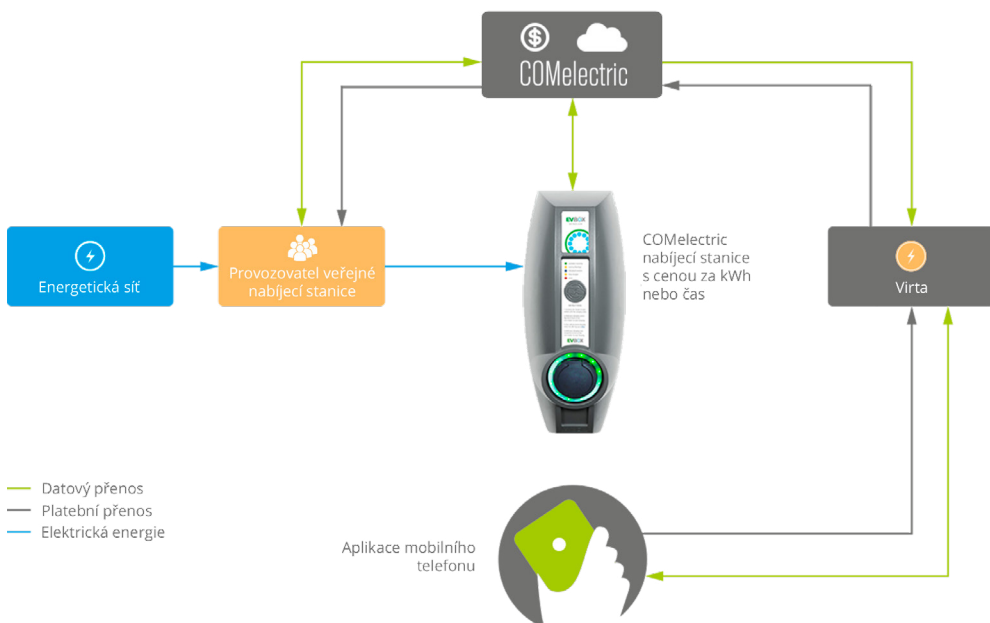 COMelectric
EVBOX
COMelectric
nabíjecí stanice
s cenou za kWh
nebo čas
Energetická síť
Provozovatel veřejné
nabíjecí stanice
Virta
EVBOX
Datový přenos
Platební přenos
Elektrická energie
Aplikace mobilního
telefonu